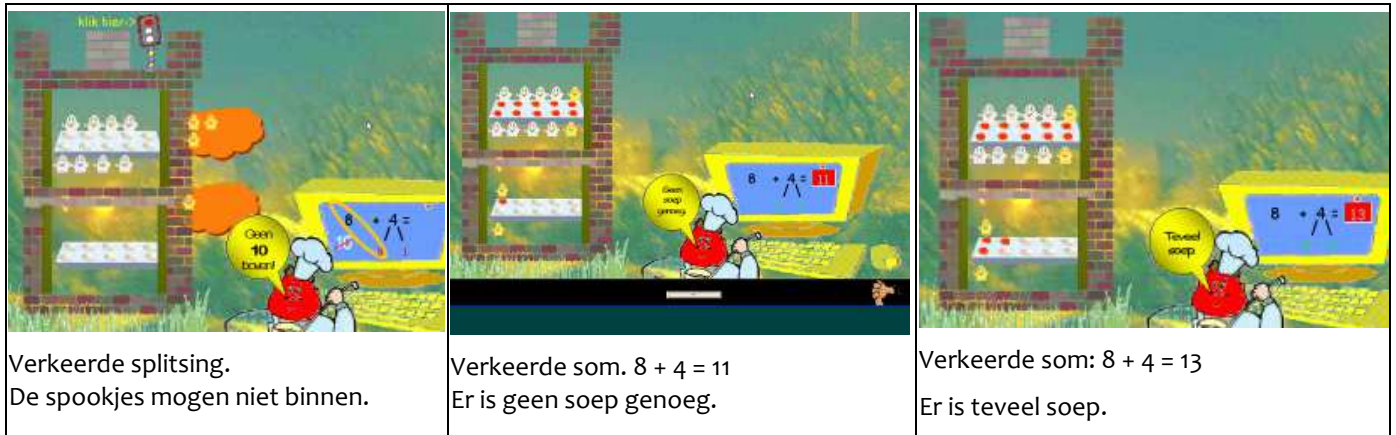 klik hier->
8 + 4 =
10
Geen
10
boven!
Verkeerde splitsing.
De spookjes mogen niet binnen.
8 + 4 = 11
Geen
soep
genoeg.
Verkeerde som. 8 + 4 = 11
Er is geen soep genoeg.
8 + 4 = 13
Teveel
soep
Verkeerde som: 8 + 4 = 13
Er is teveel soep.